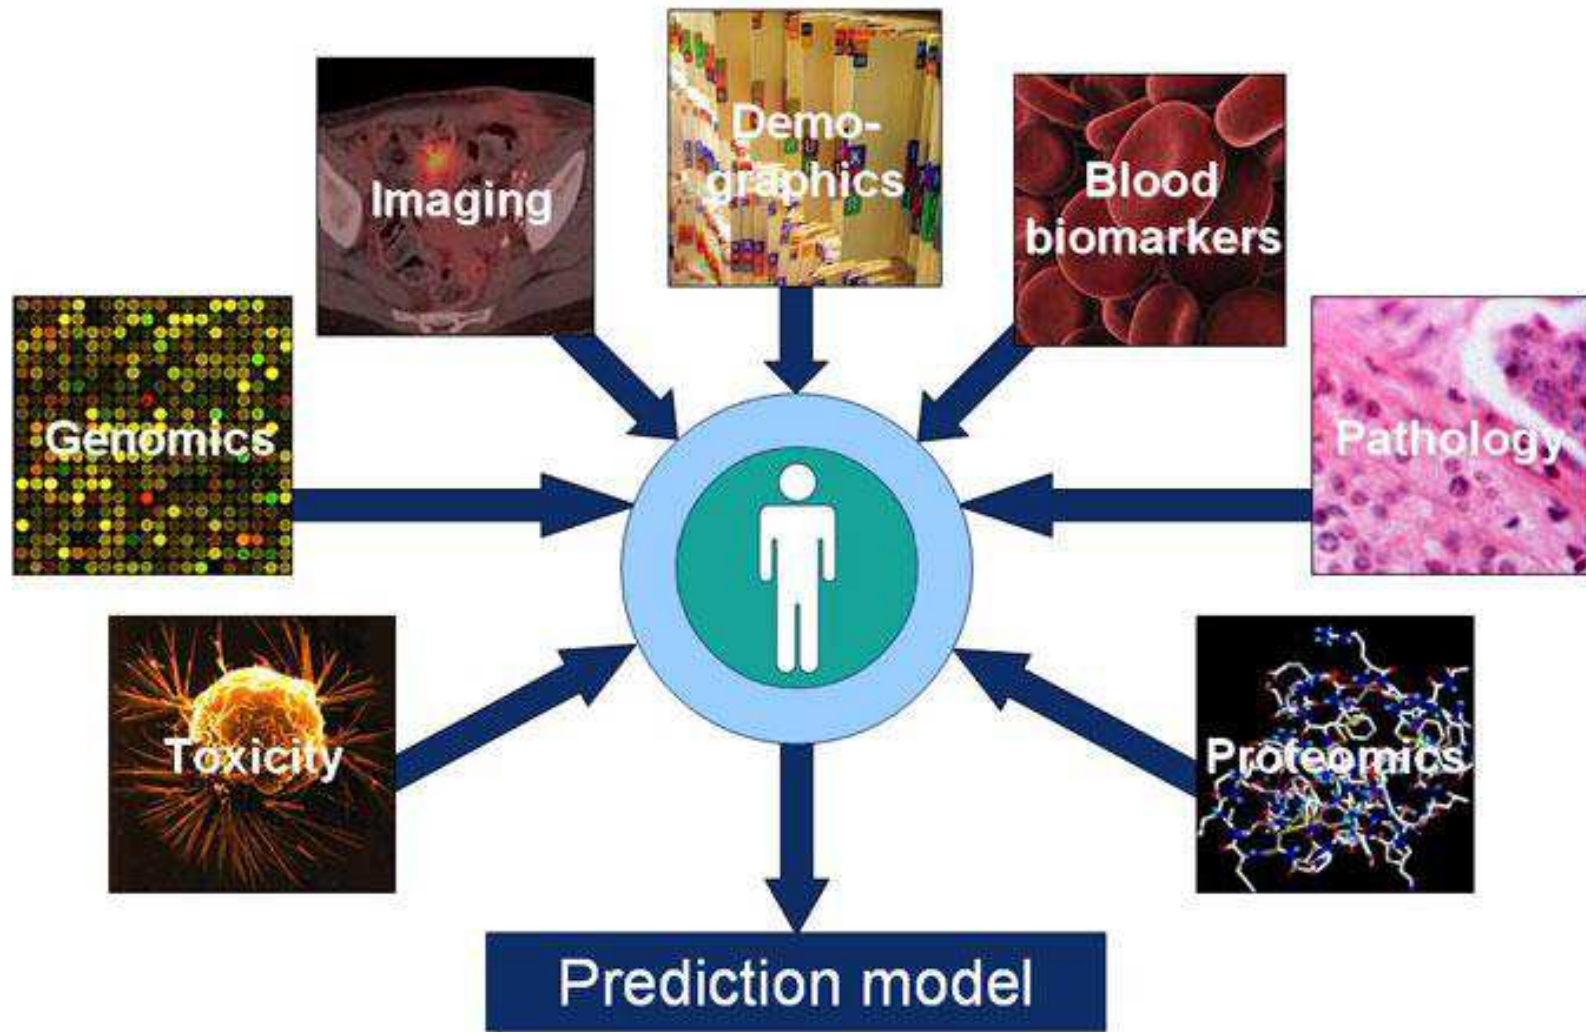 Demo-
graphics
Imaging
Blood
biomarkers
Genomics
Pathology
Toxicity
Proteomics
Prediction model